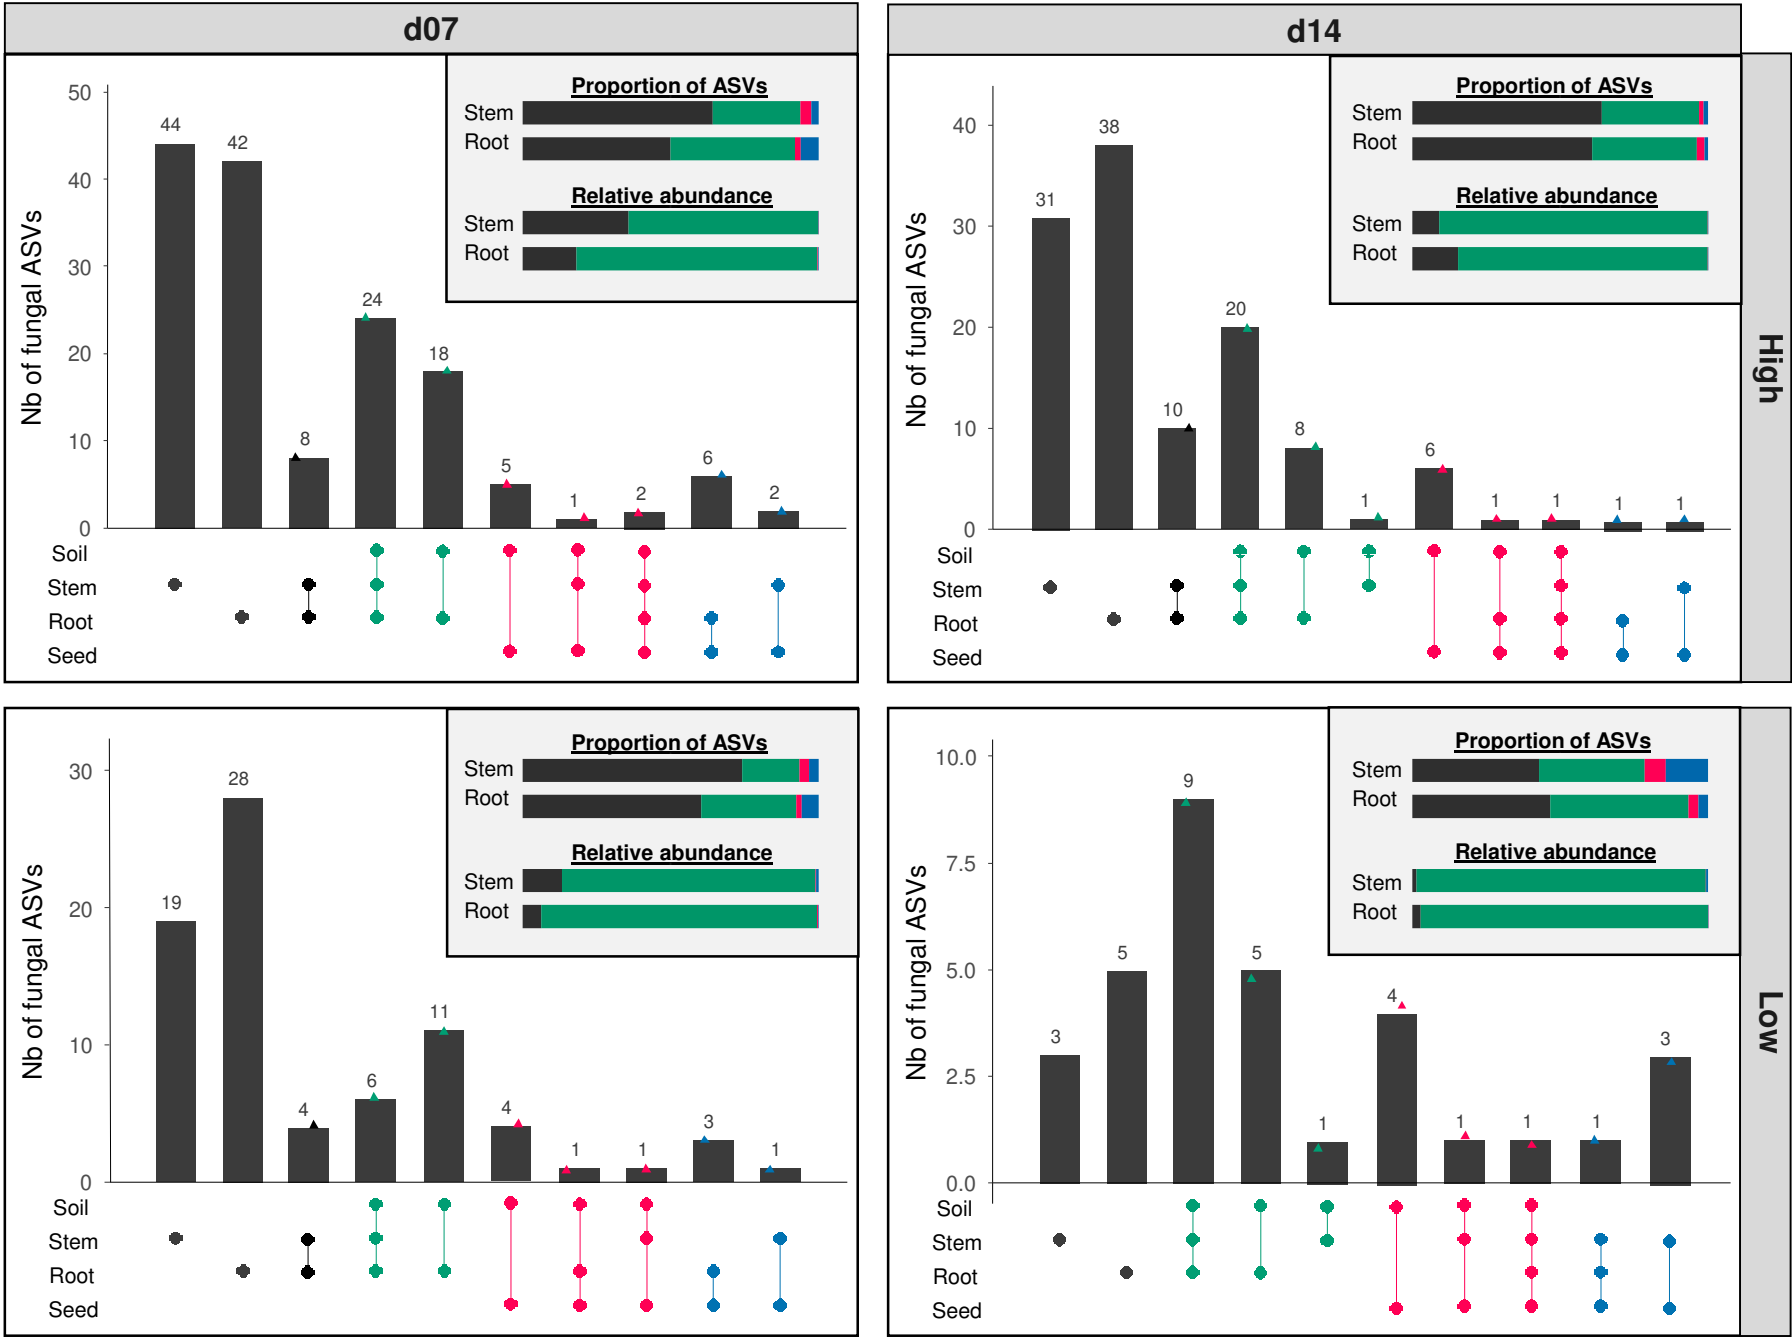 d07
d14
High
Low
Nb of fungal ASVs
50
40
30
20
10
0
44
42
8
24
18
5
1
2
6
2
Proportion of ASVs
Stem
Root
Relative abundance
Stem
Root
Soil
Stem
Root
Seed
Nb of fungal ASVs
40
30
20
10
0
31
38
10
20
8
1
6
1
1
1
1
Proportion of ASVs
Stem
Root
Relative abundance
Stem
Root
Soil
Stem
Root
Seed
Nb of fungal ASVs
30
20
10
0
19
28
4
6
11
4
1
1
3
1
Proportion of ASVs
Stem
Root
Relative abundance
Stem
Root
Soil
Stem
Root
Seed
Nb of fungal ASVs
10.0
7.5
5.0
2.5
0.0
3
5
9
5
1
4
1
1
1
3
Proportion of ASVs
Stem
Root
Relative abundance
Stem
Root
Soil
Stem
Root
Seed